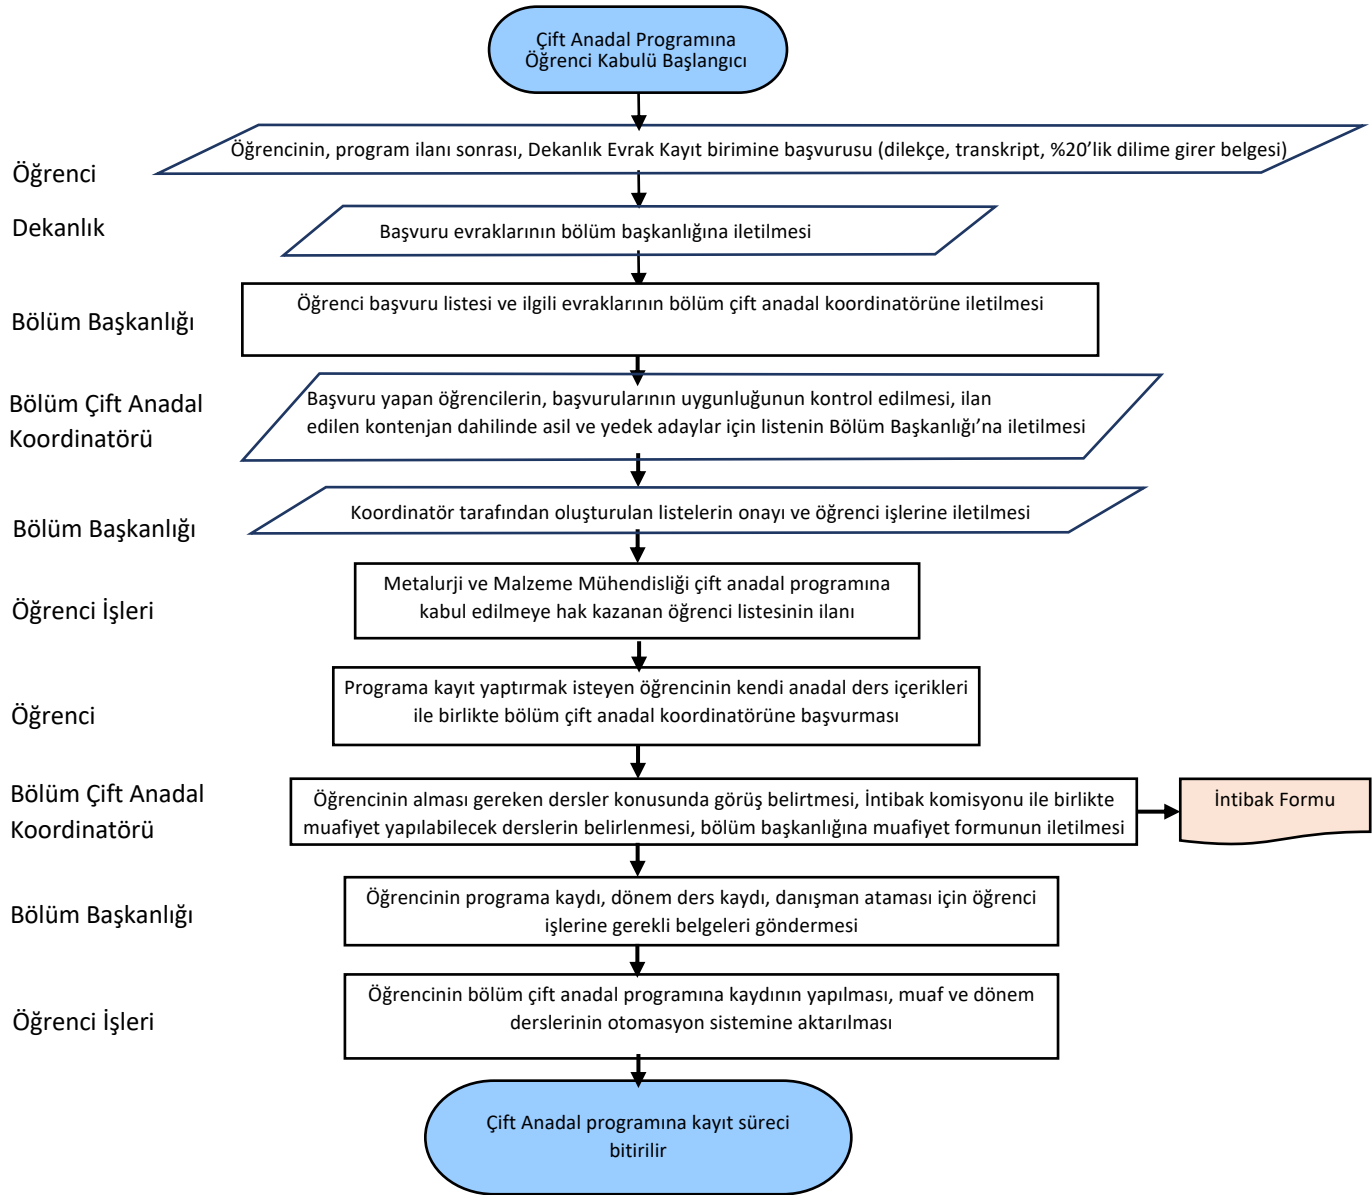 Çift Anadal Programına
Öğrenci Kabulü Başlangıcı
Öğrenci
Öğrencinin, program ilanı sonrası, Dekanlık Evrak Kayıt birimine başvurusu (dilekçe, transkript, %20’lik dilime girer belgesi)
Dekanlık
Başvuru evraklarının bölüm başkanlığına iletilmesi
Bölüm Başkanlığı
Öğrenci başvuru listesi ve ilgili evraklarının bölüm çift anadal koordinatörüne iletilmesi
Bölüm Çift Anadal
Koordinatörü
Başvuru yapan öğrencilerin, başvurularının uygunluğunun kontrol edilmesi, ilan
edilen kontenjan dahilinde asil ve yedek adaylar için listenin Bölüm Başkanlığı’na iletilmesi
Bölüm Başkanlığı
Koordinatör tarafından oluşturulan listelerin onayı ve öğrenci işlerine iletilmesi
Öğrenci İşleri
Metalurji ve Malzeme Mühendisliği çift anadal programına
kabul edilmeye hak kazanan öğrenci listesinin ilanı
Öğrenci
Programa kayıt yaptırmak isteyen öğrencinin kendi anadal ders içerikleri
ile birlikte bölüm çift anadal koordinatörüne başvurması
Bölüm Çift Anadal
Koordinatörü
Öğrencinin alması gereken dersler konusunda görüş belirtmesi, İntibak komisyonu ile birlikte
muafiyet yapılabilecek derslerin belirlenmesi, bölüm başkanlığına muafiyet formunun iletilmesi
İntibak Formu
Bölüm Başkanlığı
Öğrencinin programa kaydı, dönem ders kaydı, danışman ataması için öğrenci
işlerine gerekli belgeleri göndermesi
Öğrenci İşleri
Öğrencinin bölüm çift anadal programına kaydının yapılması, muaf ve dönem
derslerinin otomasyon sistemine aktarılması
Çift Anadal programına kayıt süreci
bitirilir